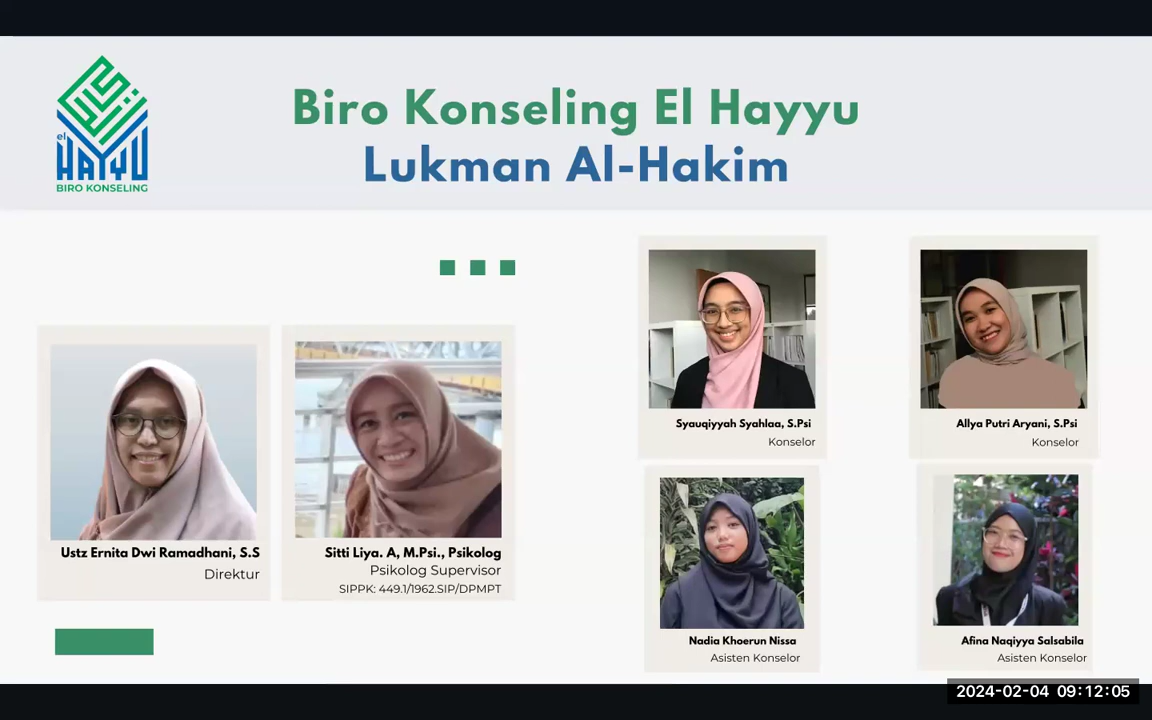 el
HAYYU
BIRO KONSELING
Biro Konseling El Hayyu
Lukman Al-Hakim
Ustz Ernita Dwi Ramadhani, S.S
Direktur
Sitti Liya. A, M.Psi., Psikolog
Psikolog Supervisor
SIPPK: 449.1/1962.SIP/DPMPT
Syauqiyyah Syahlaa, S.Psi
Konselor
Allya Putri Aryani, S.Psi
Konselor
Nadia Khoerun Nissa
Asisten Konselor
Afina Naqiyya Salsabila
Asisten Konselor
2024-02-04 09:12:05